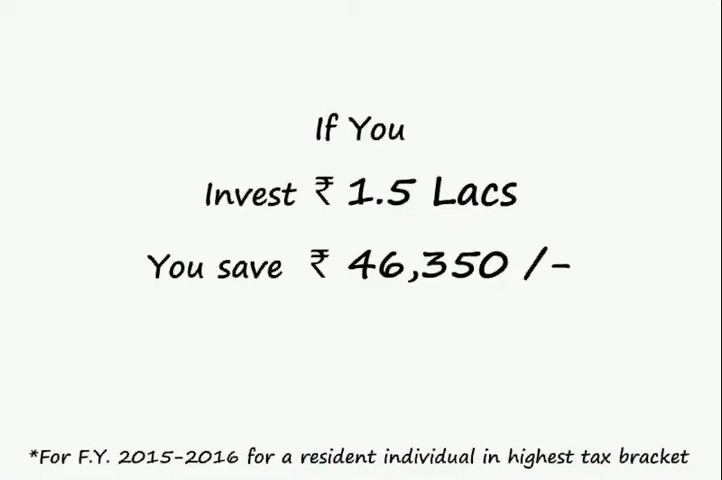 If You
Invest ₹ 1.5 Lacs
You save ₹ 46,350 /-
*For F.Y. 2015-2016 for a resident individual in highest tax bracket